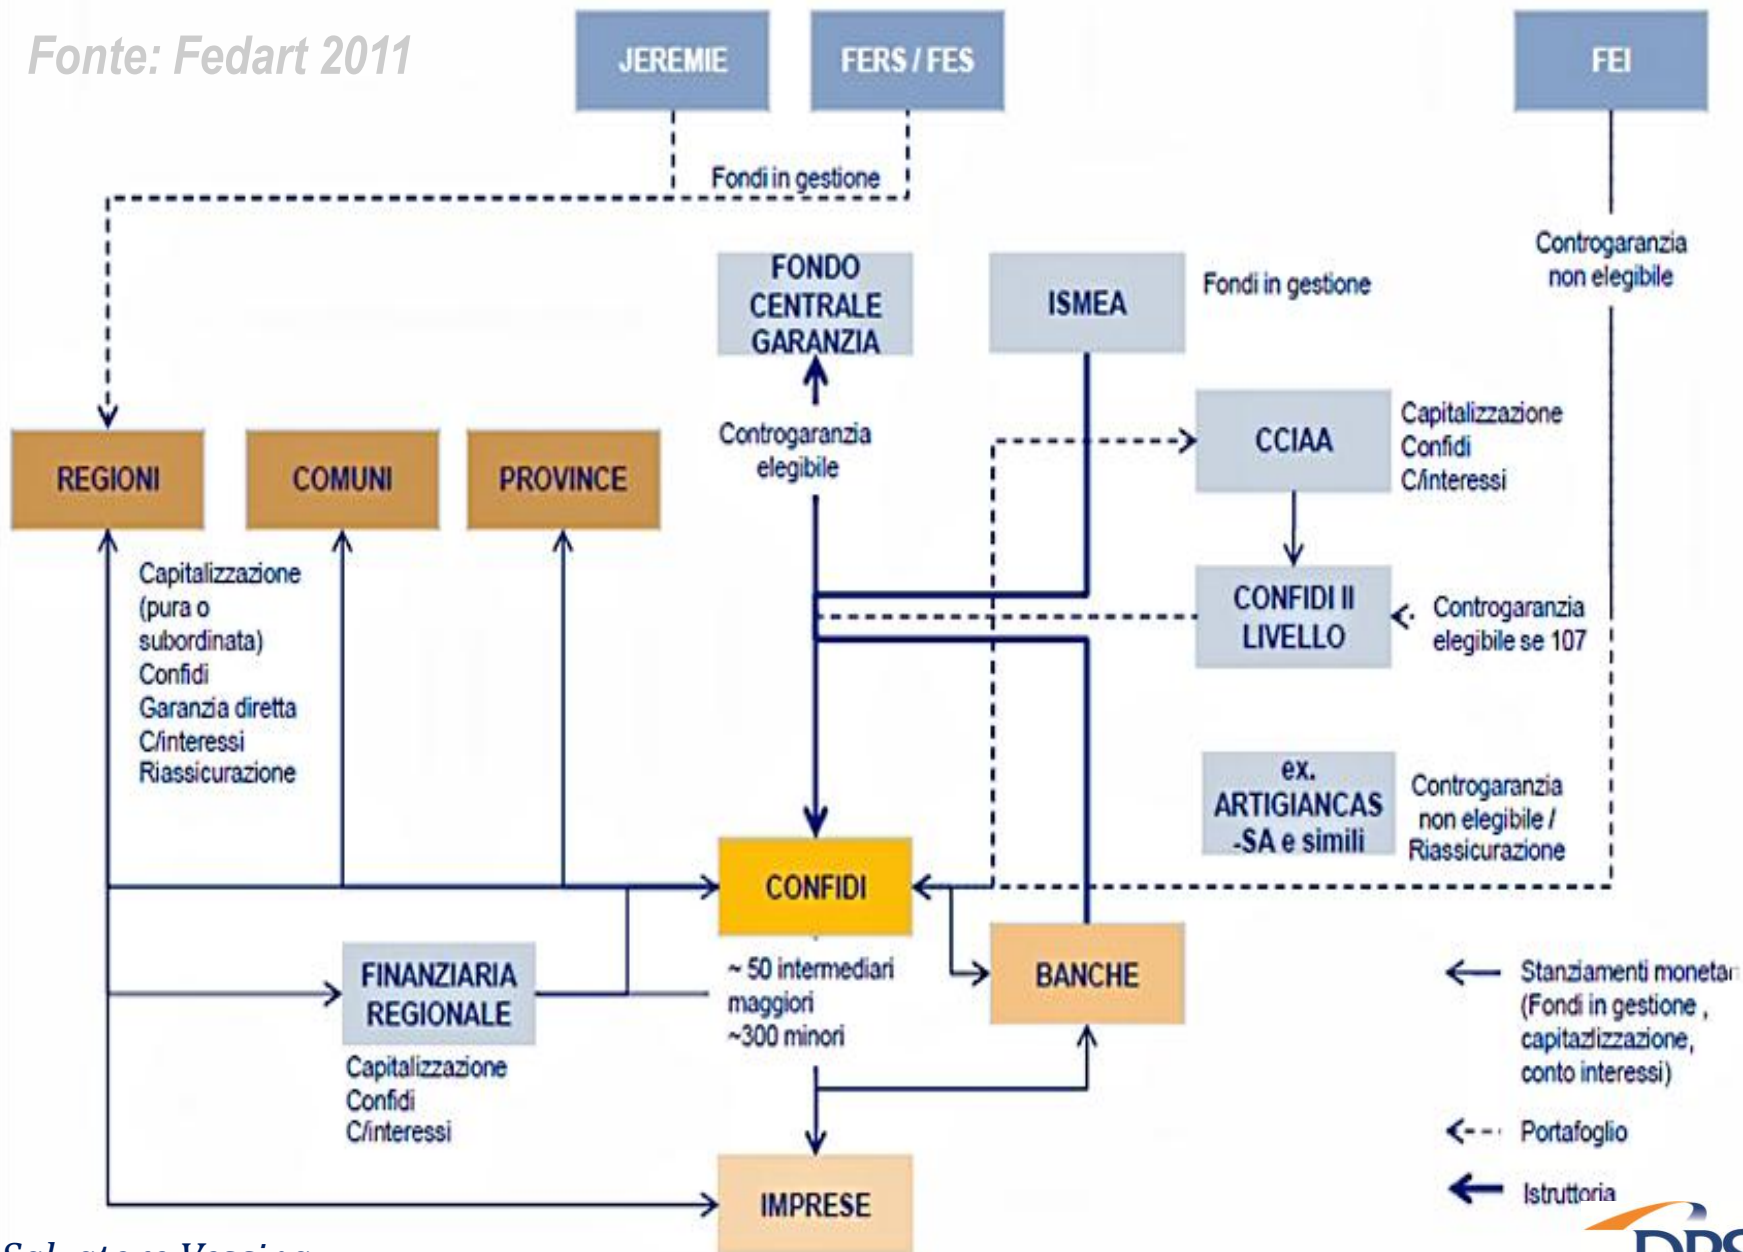 Fonte: Fedart 2011
JEREMIE
FERS / FES
FEI
Fondi in gestione
Controgaranzia
non elegibile
FONDO
CENTRALE
GARANZIA
ISMEA
Fondi in gestione
CCIAA
Capitalizzazione
Confidi
C/interessi
Controgaranzia
elegibile
REGIONI
COMUNI
PROVINCE
Capitalizzazione
(pura o
subordinata)
Confidi
Garanzia diretta
C/interessi
Riassicurazione
CONFIDI II
LIVELLO
Controgaranzia
elegibile se 107
ex.
ARTIGIANCAS
-SA e simili
Controgaranzia
non elegibile /
Riassicurazione
CONFIDI
~ 50 intermediari
maggiori
~300 minori
BANCHE
FINANZIARIA
REGIONALE
Capitalizzazione
Confidi
C/interessi
IMPRESE
Stanziamenti monetar
(Fondi in gestione ,
capitazlizzazione,
conto interessi)
Portafoglio
Istruttoria